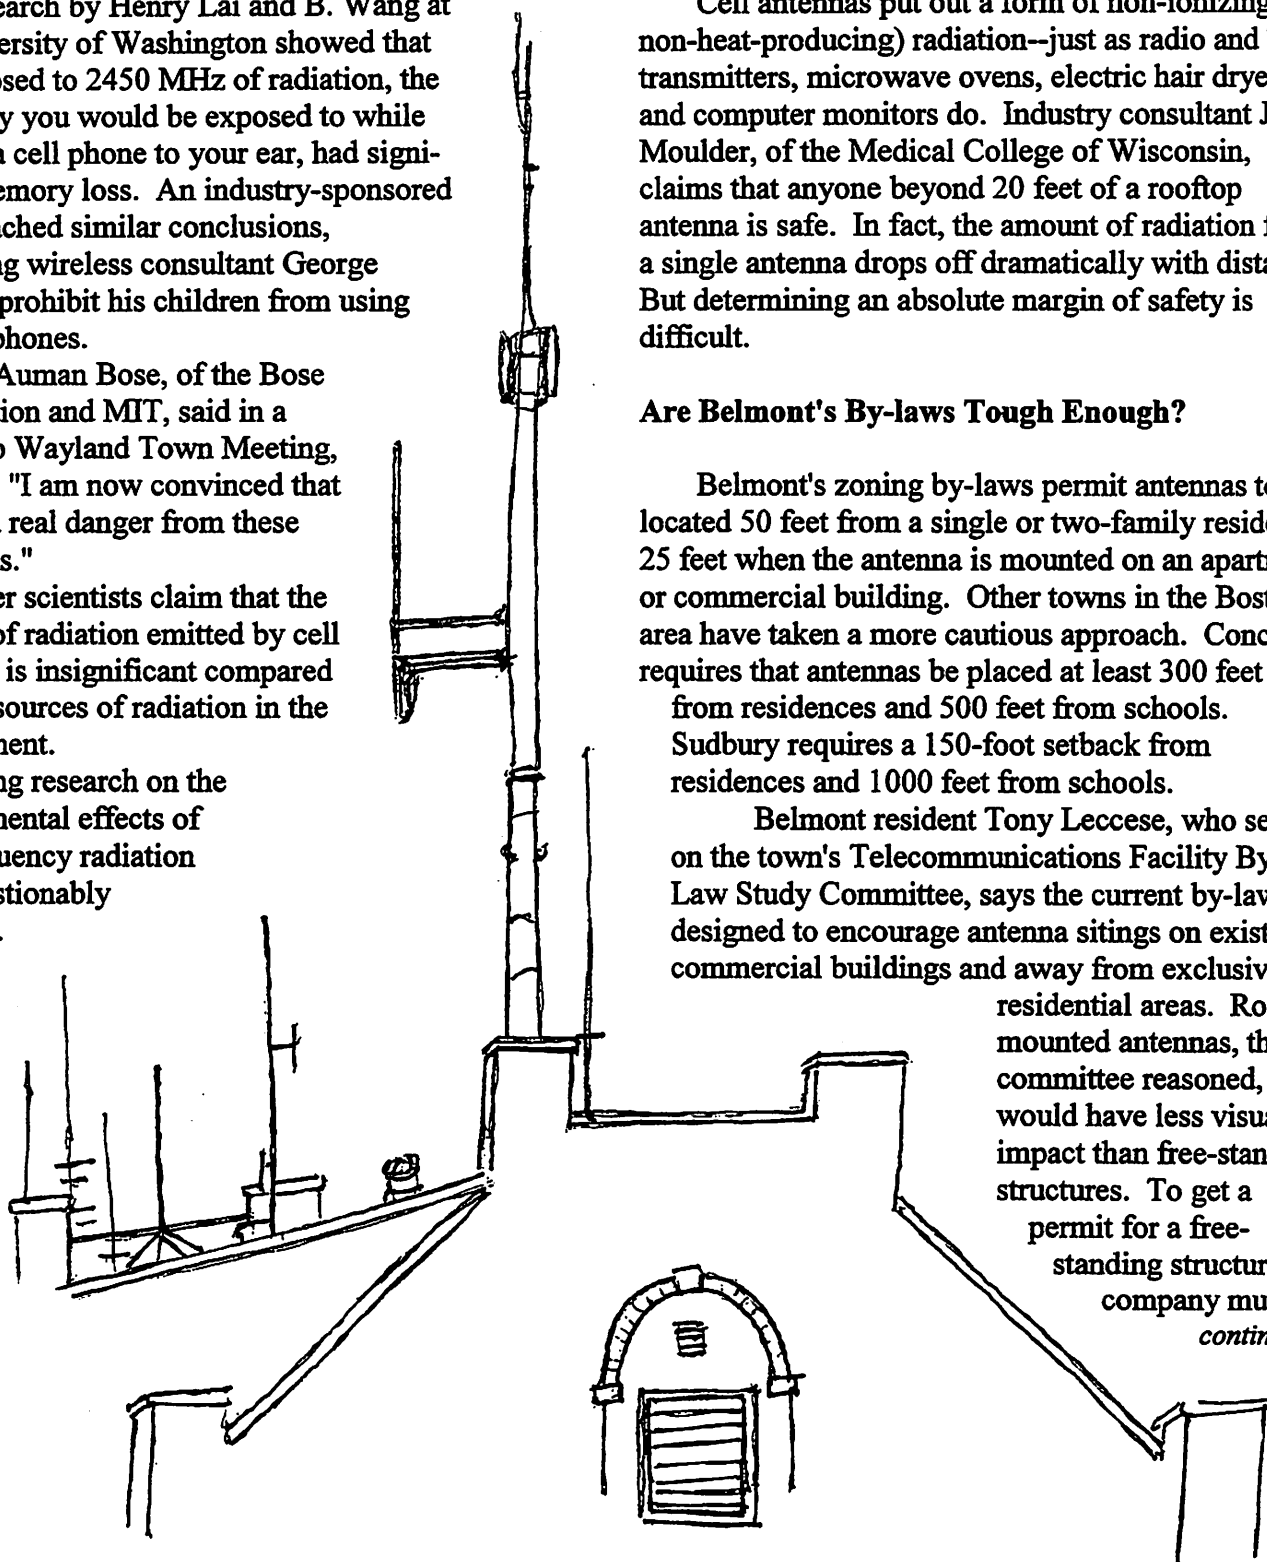 earch by Henry Lai and B. Wang at
ersity of Washington showed that
sed to 2450 MHz of radiation, the
y you would be exposed to while
a cell phone to your ear, had signi-
emory loss. An industry-sponsored
ched similar conclusions,
ng wireless consultant George
prohibit his children from using
phones.
Auman Bose, of the Bose
ion and MIT, said in a
o Wayland Town Meeting,
"I am now convinced that
real danger from these
s."
er scientists claim that the
of radiation emitted by cell
is insignificant compared
sources of radiation in the
nent.
ng research on the
nental effects of
uency radiation
stionably
.
Cell antennas put out a form of non-ionizing
non-heat-producing) radiation--just as radio and
transmitters, microwave ovens, electric hair drye
and computer monitors do. Industry consultant J
Moulder, of the Medical College of Wisconsin,
claims that anyone beyond 20 feet of a rooftop
antenna is safe. In fact, the amount of radiation f
a single antenna drops off dramatically with dista
But determining an absolute margin of safety is
difficult.
Are Belmont's By-laws Tough Enough?
Belmont's zoning by-laws permit antennas to
located 50 feet from a single or two-family reside
25 feet when the antenna is mounted on an apart
or commercial building. Other towns in the Bost
area have taken a more cautious approach. Conc
requires that antennas be placed at least 300 feet
from residences and 500 feet from schools.
Sudbury requires a 150-foot setback from
residences and 1000 feet from schools.
Belmont resident Tony Leccese, who se
on the town's Telecommunications Facility By
Law Study Committee, says the current by-law
designed to encourage antenna sitings on exist
commercial buildings and away from exclusiv
residential areas. Ro
mounted antennas, th
committee reasoned,
would have less visua
impact than free-stan
structures. To get a
permit for a free-
standing structur
company mu
contin